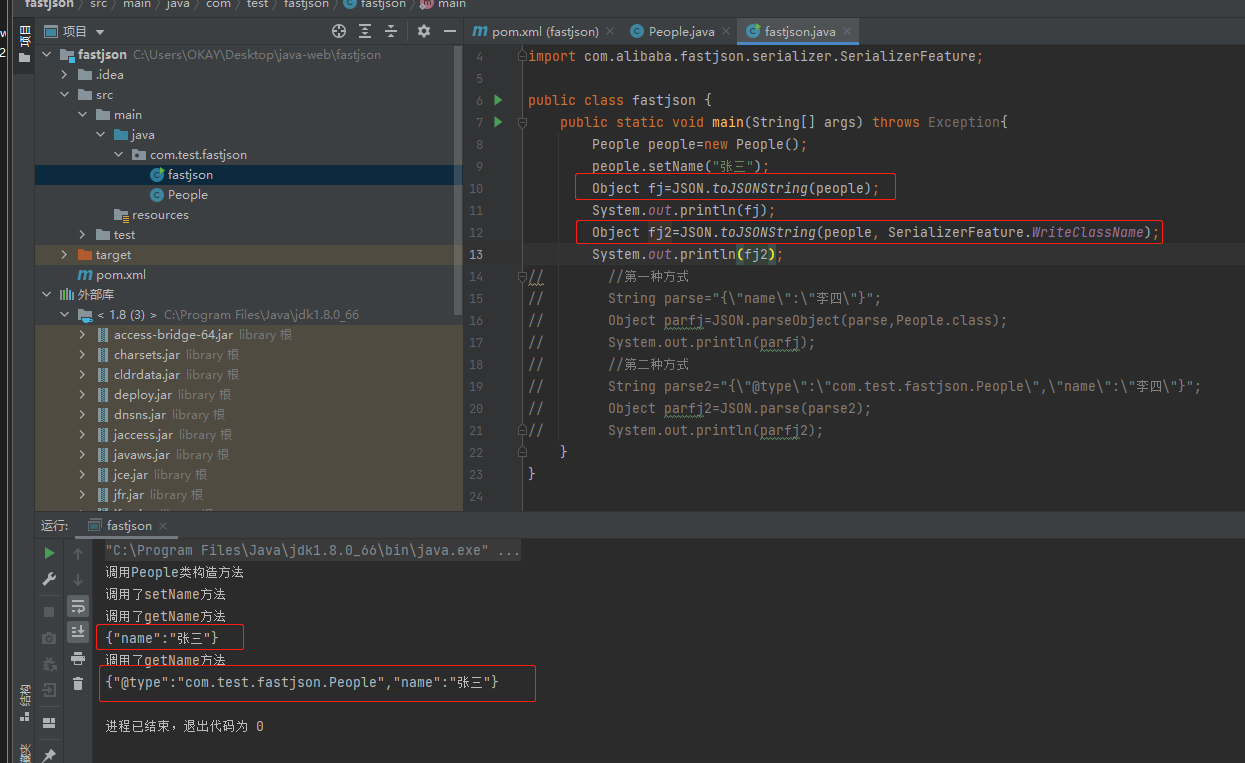 fastjson src main java com test fastjson fastjson main
项目
项目
fastjson C:\Users\OKAY\Desktop\java-web\fastjson
.idea
src
main
java
com.test.fastjson
fastjson
People
resources
test
target
pom.xml
外部库
< 1.8 (3) > C:\Program Files\Java\jdk1.8.0_66
access-bridge-64.jar library 根
charsets.jar library 根
cldrdata.jar library 根
deploy.jar library 根
dnsns.jar library 根
jaccess.jar library 根
javaws.jar library 根
jce.jar library 根
jfr.jar library 根
pom.xml (fastjson) People.java fastjson.java
4 import com.alibaba.fastjson.serializer.SerializerFeature;
5
6 public class fastjson {
7 public static void main(String[] args) throws Exception{
8 People people=new People();
9 people.setName("张三");
10 Object fj=JSON.toJSONString(people);
11 System.out.println(fj);
12 Object fj2=JSON.toJSONString(people, SerializerFeature.WriteClassName);
13 System.out.println(fj2);
14 // //第一种方式
15 // String parse="{\"name\":\"李四\"}";
16 // Object parfj=JSON.parseObject(parse,People.class);
17 // System.out.println(parfj);
18 // //第二种方式
19 // String parse2="{\"@type\":\"com.test.fastjson.People\",\"name\":\"李四\"}";
20 // Object parfj2=JSON.parse(parse2);
21 // System.out.println(parfj2);
22 }
23 }
24
运行: fastjson
"C:\Program Files\Java\jdk1.8.0_66\bin\java.exe" ...
调用People类构造方法
调用了setName方法
调用了getName方法
{"name":"张三"}
调用了getName方法
{"@type":"com.test.fastjson.People","name":"张三"}
进程已结束，退出代码为 0
结构